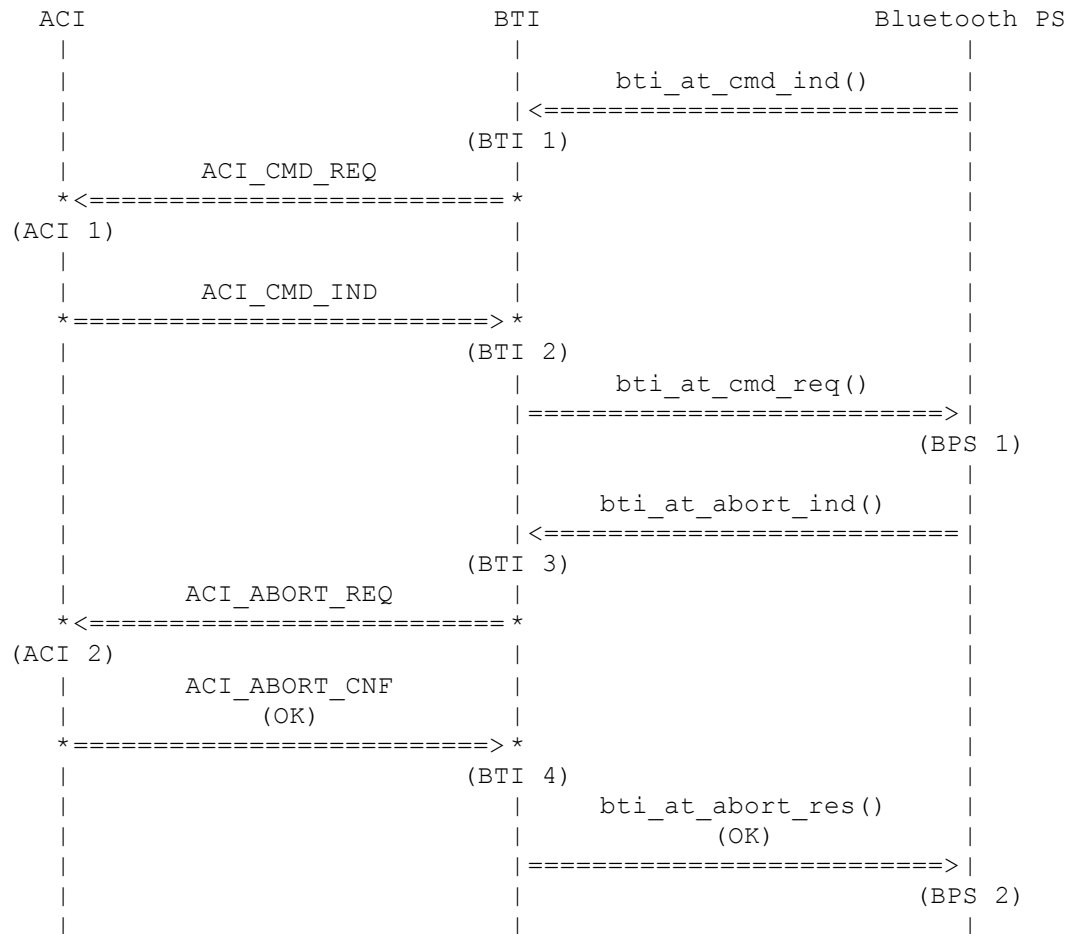 ACI BTI Bluetooth PS
bti_at_cmd_ind()
(BTI 1)
ACI_CMD_REQ
(ACI 1)
ACI_CMD_IND
(BTI 2)
bti_at_cmd_req()
(BPS 1)
bti_at_abort_ind()
(BTI 3)
ACI_ABORT_REQ
(ACI 2)
ACI_ABORT_CNF
(OK)
(BTI 4)
bti_at_abort_res()
(OK)
(BPS 2)